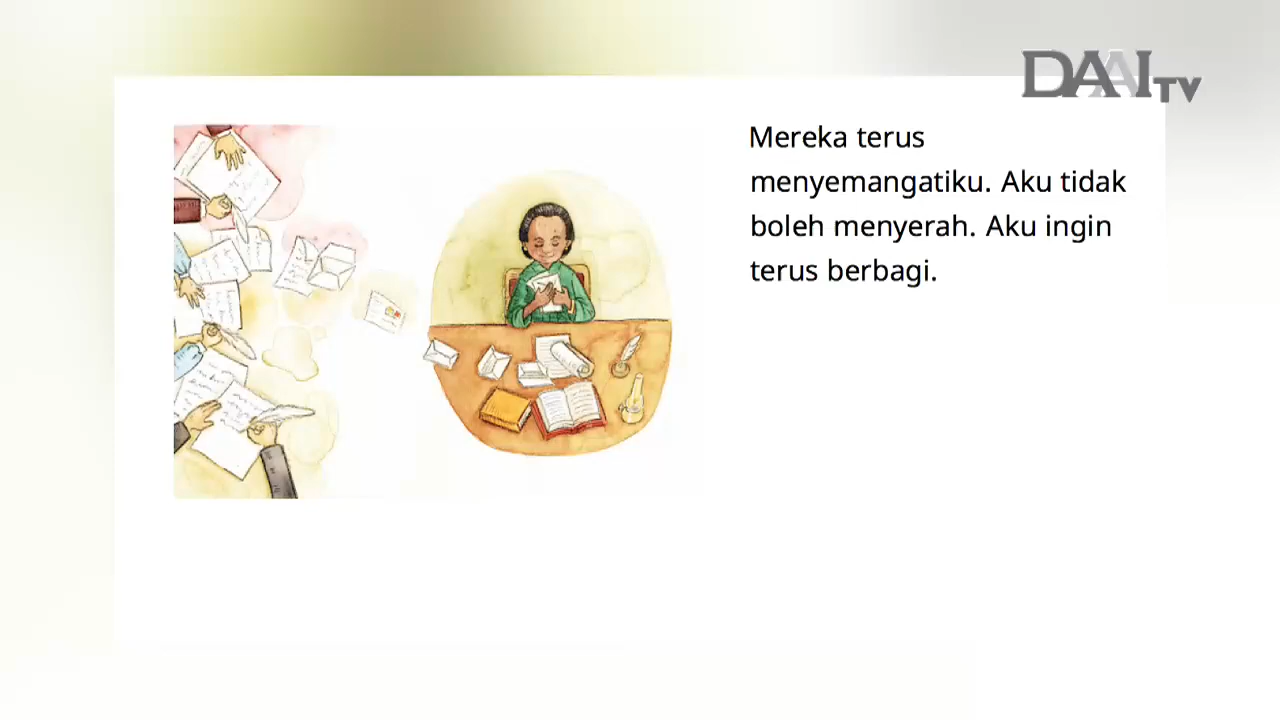 DAAI TV
Mereka terus
menyemangatiku. Aku tidak
boleh menyerah. Aku ingin
terus berbagi.